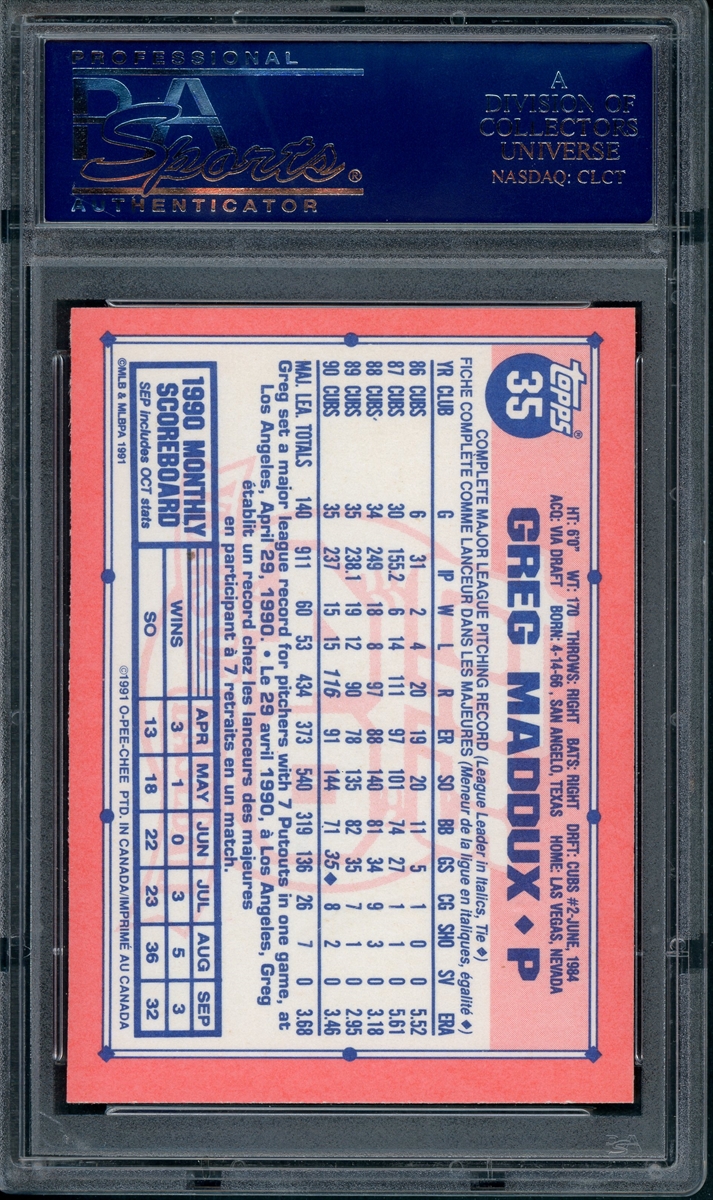 PROFESSIONAL
PSA
Sports®
AUTHENTICATOR
A
DIVISION OF
COLLECTORS
UNIVERSE
NASDAQ: CLCT
topps®
35
HT: 6'0" WT: 170 THROWS: RIGHT BATS: RIGHT DRFT: CUBS #2-JUNE, 1984
ACQ: VIA DRAFT BORN: 4-14-66, SAN ANGELO, TEXAS HOME: LAS VEGAS, NEVADA
GREG MADDUX ◆ P
COMPLETE MAJOR LEAGUE PITCHING RECORD (League Leader in Italics, Tie ◆)
FICHE COMPLÈTE COMME LANCEUR DANS LES MAJEURES (Meneur de la ligue en italiques, égalité ◆)
YR CLUB G IP W L R ER SO BB GS CG SHO SV ERA
86 CUBS 6 31 2 4 20 19 20 11 5 1 0 0 5.52
87 CUBS 30 155.2 6 14 111 97 101 74 27 1 1 0 5.61
88 CUBS 34 249 18 8 97 88 140 81 34 9 3 0 3.18
89 CUBS 35 238.1 19 12 90 78 135 82 35 7 1 0 2.95
90 CUBS 35 237 15 15 116 91 144 71 35◆ 8 2 0 3.46
MAJ. LEA. TOTALS 140 911 60 53 434 373 540 319 136 26 7 0 3.68
Greg set a major league record for pitchers with 7 Putouts in one game, at
Los Angeles, April 29, 1990. • Le 29 avril 1990, à Los Angeles, Greg
établit un record chez les lanceurs des majeures
en participant à 7 retraits en un match.
1990 MONTHLY
SCOREBOARD
SEP includes OCT stats
APR MAY JUN JUL AUG SEP
WINS 3 1 0 3 5 3
SO 13 18 22 23 36 32
©MLB & MLBPA 1991
©1991 O-PEE-CHEE PTD. IN CANADA/IMPRIMÉ AU CANADA
PSA